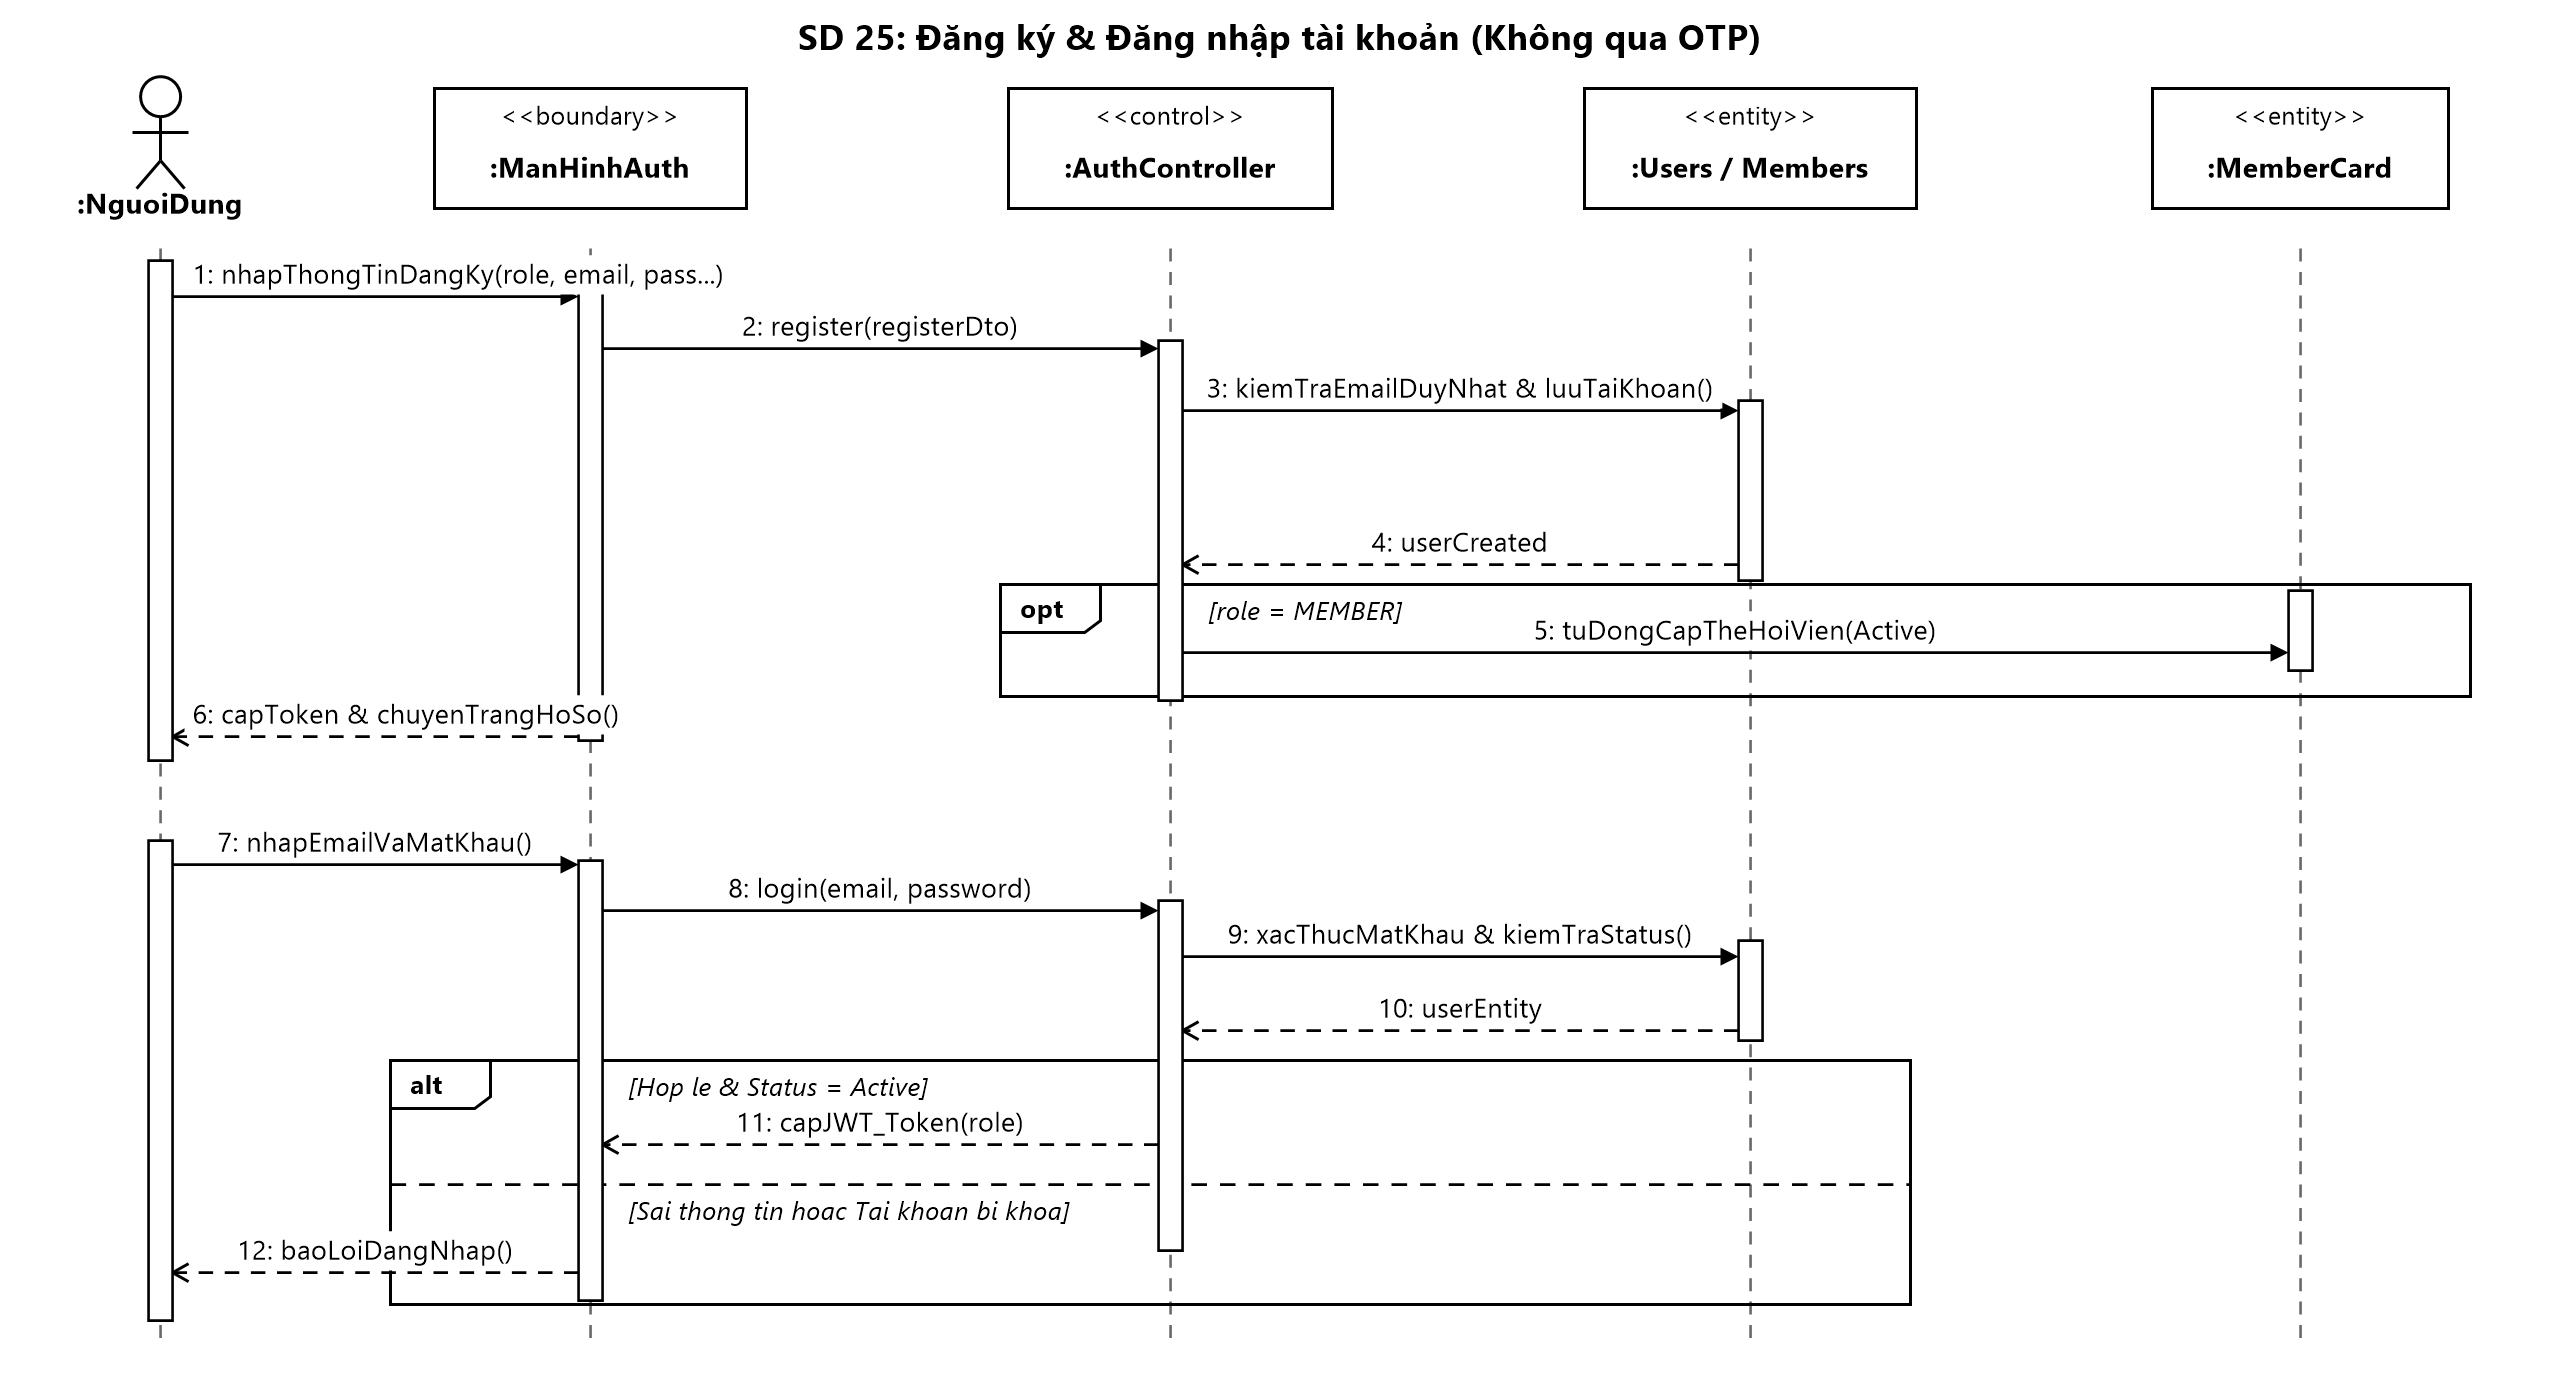 SD 25: Đăng ký & Đăng nhập tài khoản (Không qua OTP)
:NguoiDung
<<boundary>>
:ManHinhAuth
<<control>>
:AuthController
<<entity>>
:Users / Members
<<entity>>
:MemberCard
1: nhapThongTinDangKy(role, email, pass...)
2: register(registerDto)
3: kiemTraEmailDuyNhat & luuTaiKhoan()
4: userCreated
opt
[role = MEMBER]
5: tuDongCapTheHoiVien(Active)
6: capToken & chuyenTrangHoSo()
7: nhapEmailVaMatKhau()
8: login(email, password)
9: xacThucMatKhau & kiemTraStatus()
10: userEntity
alt
[Hop le & Status = Active]
11: capJWT_Token(role)
[Sai thong tin hoac Tai khoan bi khoa]
12: baoLoiDangNhap()